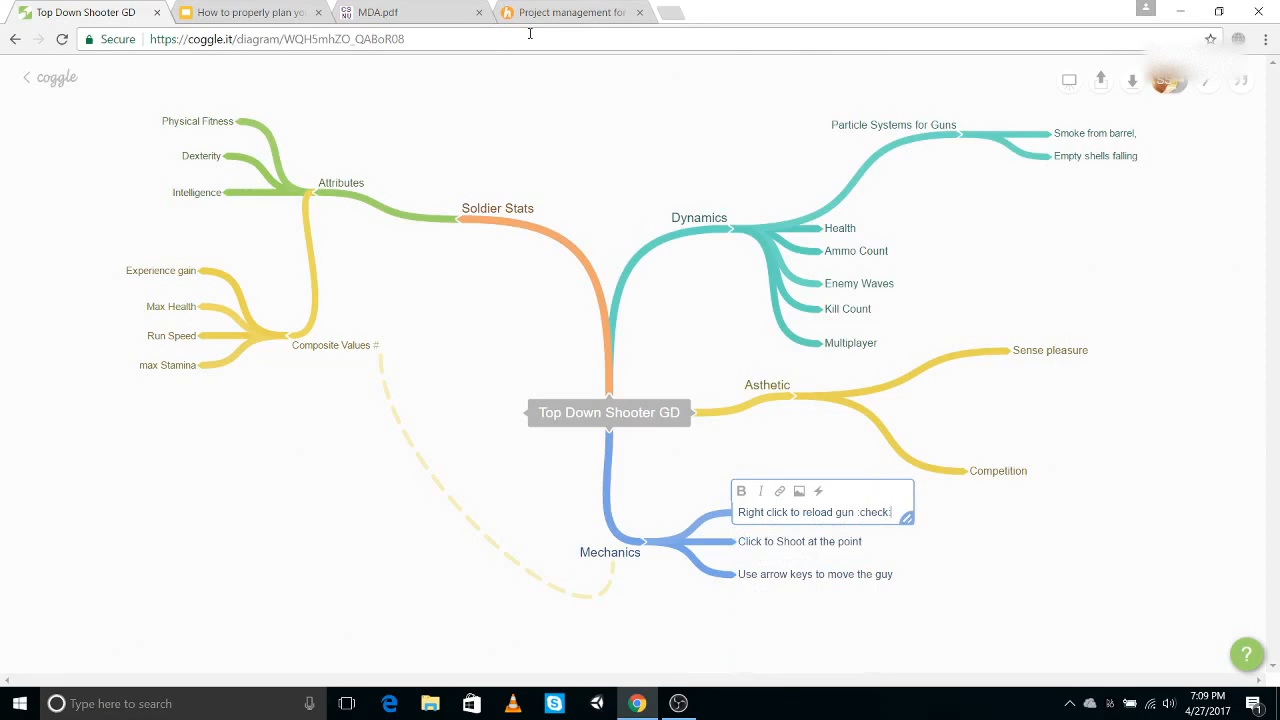 Top Down Shooter GD
How to properly plan you
CS NU MDA.pdf
Project management for
Secure https://coggle.it/diagram/WQH5mhZO_QABoR08
coggle
Physical Fitness
Dexterity
Intelligence
Attributes
Soldier Stats
Experience gain
Max Health
Run Speed
max Stamina
Composite Values #
Particle Systems for Guns
Smoke from barrel,
Empty shells falling
Dynamics
Health
Ammo Count
Enemy Waves
Kill Count
Multiplayer
Asthetic
Sense pleasure
Competition
Top Down Shooter GD
Mechanics
B I
Right click to reload gun :check:
Click to Shoot at the point
Use arrow keys to move the guy
?
Type here to search
7:09 PM
4/27/2017